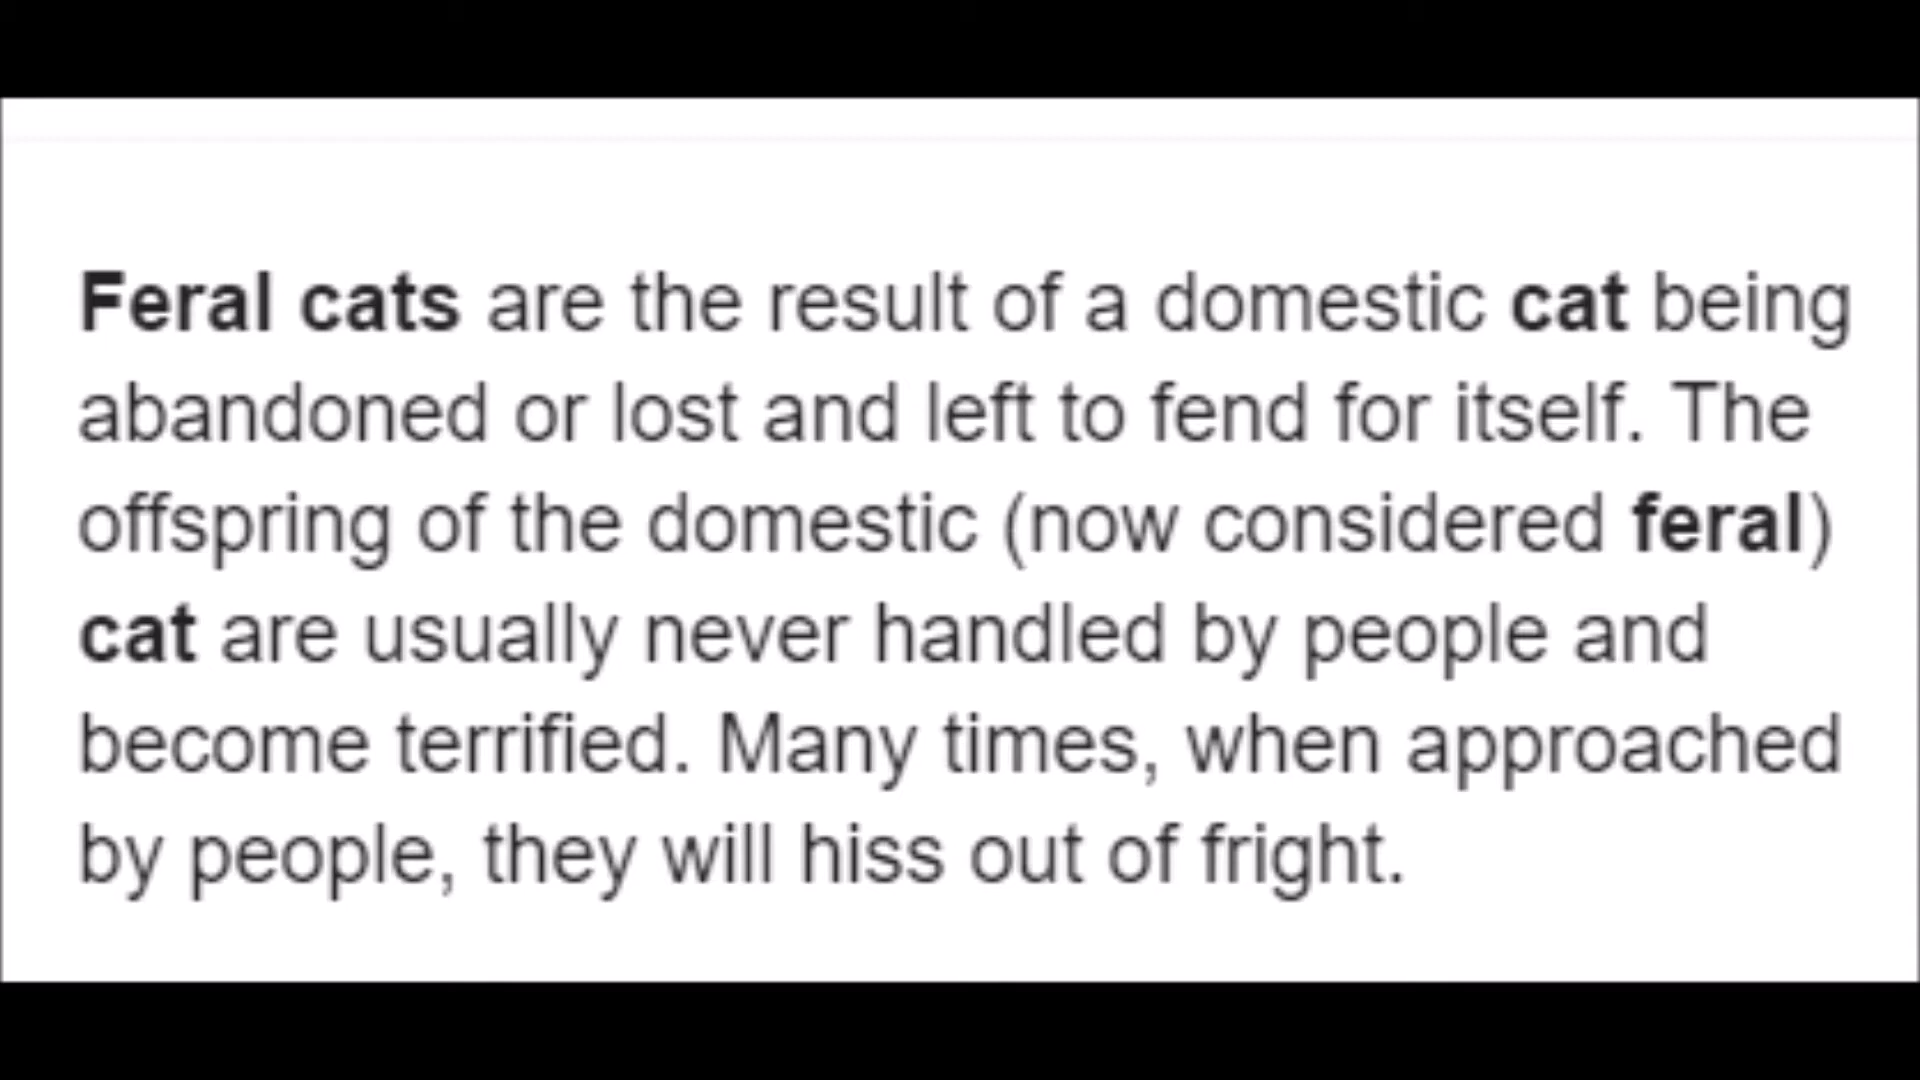 Feral cats are the result of a domestic cat being
abandoned or lost and left to fend for itself. The
offspring of the domestic (now considered feral)
cat are usually never handled by people and
become terrified. Many times, when approached
by people, they will hiss out of fright.